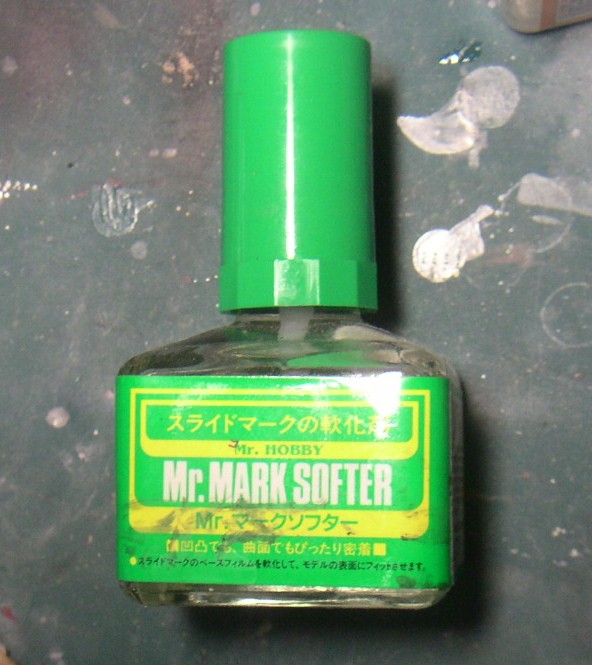 スライドマークの軟化剤
Mr. HOBBY
Mr. MARK SOFTER
Mr.マークソフター
■凹凸でも、曲面でもぴったり密着■
●スライドマークのベースフィルムを軟化して、モデルの表面にフィットさせます。